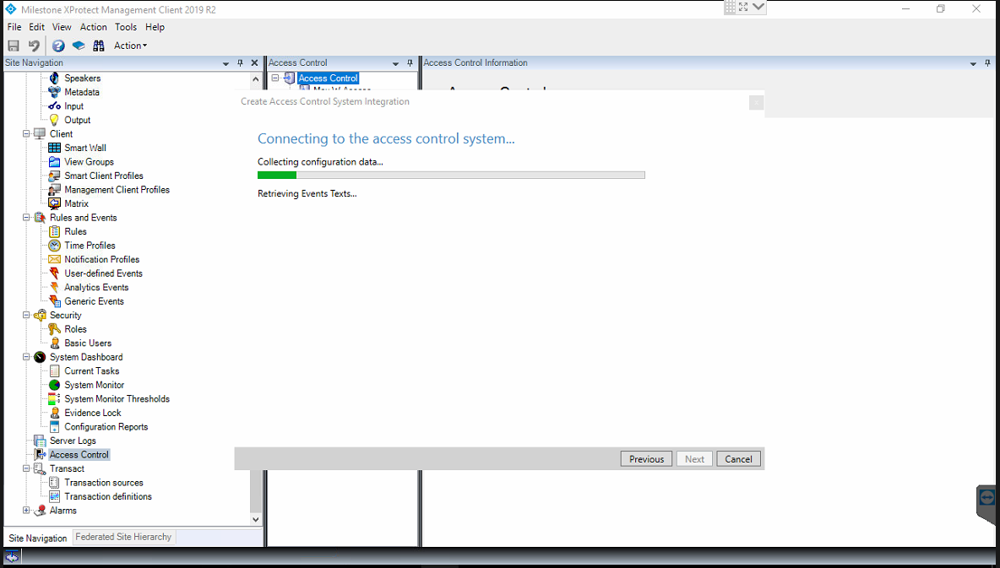 Milestone XProtect Management Client 2019 R2
File Edit View Action Tools Help
Action
Site Navigation
Speakers
Metadata
Input
Output
Client
Smart Wall
View Groups
Smart Client Profiles
Management Client Profiles
Matrix
Rules and Events
Rules
Time Profiles
Notification Profiles
User-defined Events
Analytics Events
Generic Events
Security
Roles
Basic Users
System Dashboard
Current Tasks
System Monitor
System Monitor Thresholds
Evidence Lock
Configuration Reports
Server Logs
Access Control
Transact
Transaction sources
Transaction definitions
Alarms
Site Navigation Federated Site Hierarchy
Access Control
Access Control
Access Control Information
Access Control
Create Access Control System Integration
Connecting to the access control system...
Collecting configuration data...
Retrieving Events Texts...
Previous Next Cancel